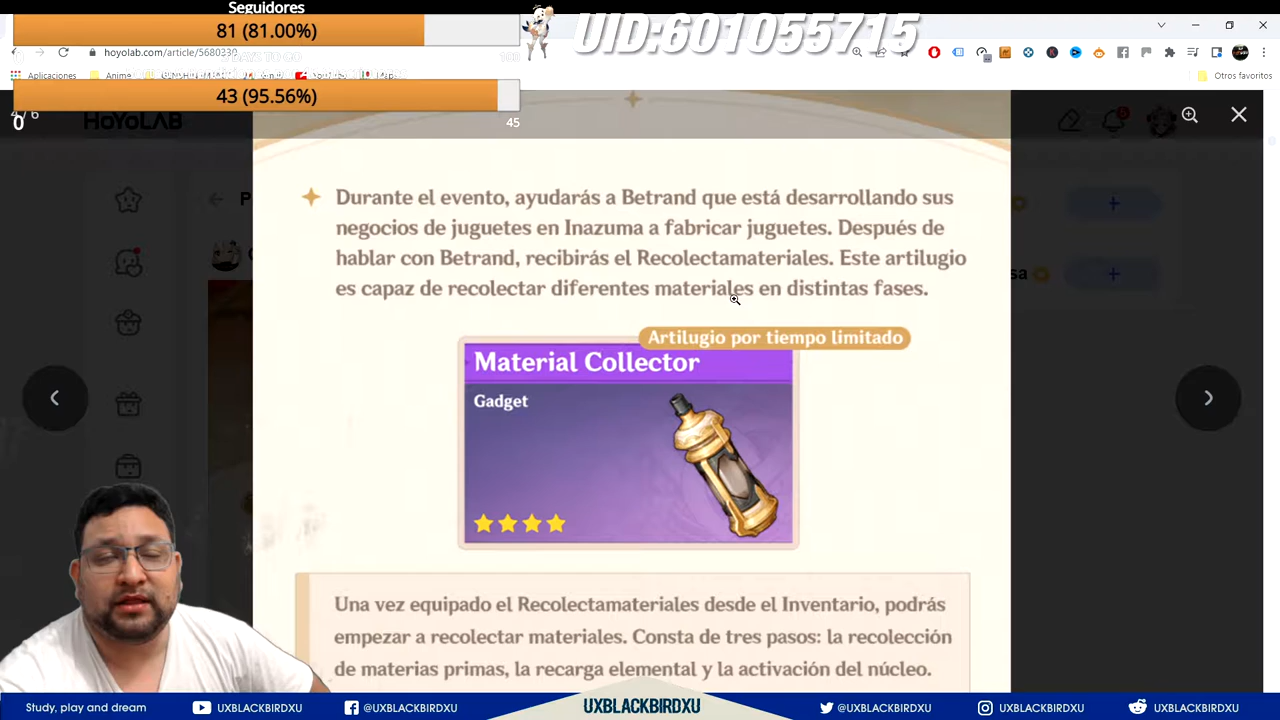 Seguidores
81 (81.00%)
UID:601055715
hoyolab.com/article/5680330
Aplicaciones
Anime
Otros favoritos
43 (95.56%)
4/6
0
45
HoYoLAB
Durante el evento, ayudarás a Betrand que está desarrollando sus
negocios de juguetes en Inazuma a fabricar juguetes. Después de
hablar con Betrand, recibirás el Recolectamateriales. Este artilugio
es capaz de recolectar diferentes materiales en distintas fases.
Artilugio por tiempo limitado
Material Collector
Gadget
Una vez equipado el Recolectamateriales desde el Inventario, podrás
empezar a recolectar materiales. Consta de tres pasos: la recolección
de materias primas, la recarga elemental y la activación del núcleo.
Study, play and dream
UXBLACKBIRDXU
@UXBLACKBIRDXU
UXBLACKBIRDXU
@UXBLACKBIRDXU
UXBLACKBIRDXU
UXBLACKBIRDXU